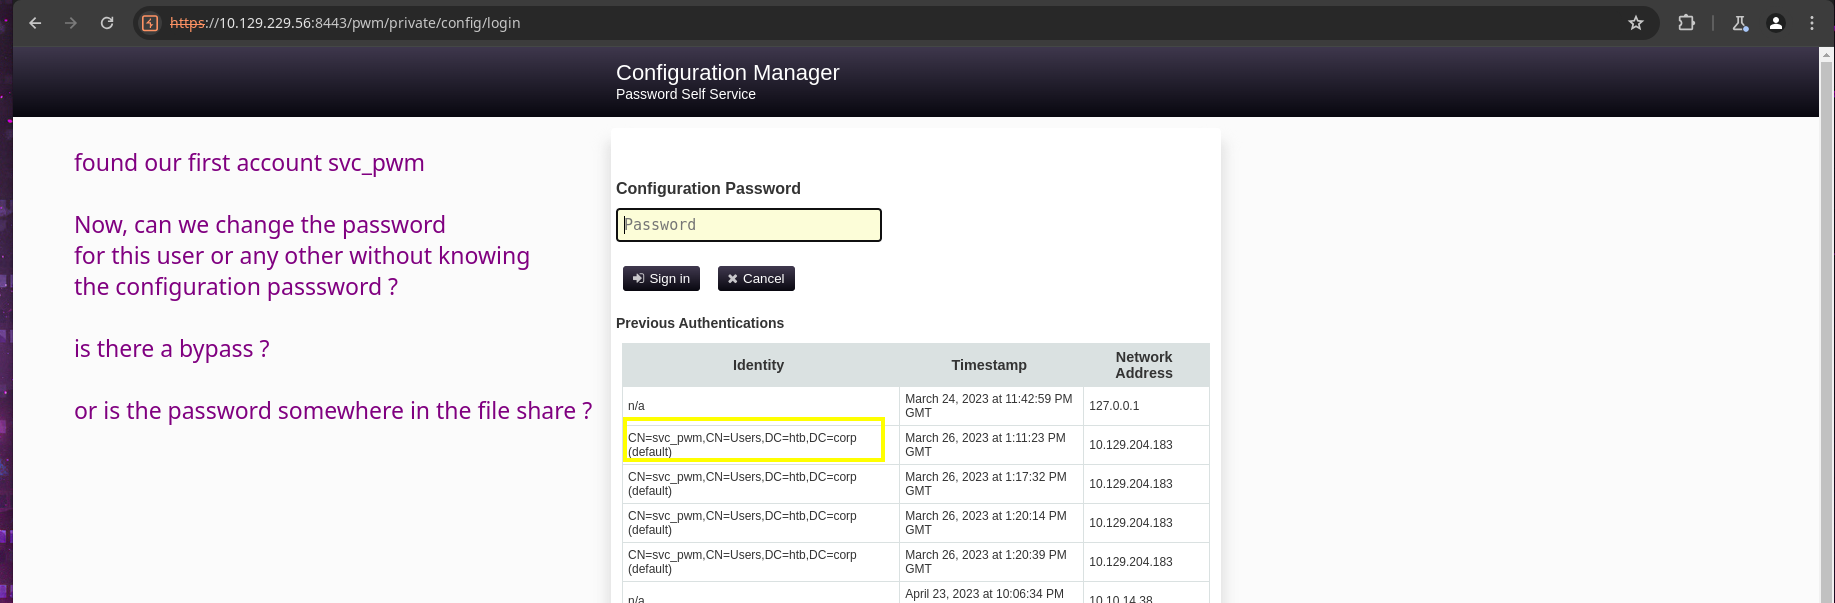 https://10.129.229.56:8443/pwm/private/config/login
Configuration Manager
Password Self Service
found our first account svc_pwm
Now, can we change the password
for this user or any other without knowing
the configuration passsword ?
is there a bypass ?
or is the password somewhere in the file share ?
Configuration Password
Password
Sign in
Cancel
Previous Authentications
Identity Timestamp Network
Address
n/a March 24, 2023 at 11:42:59 PM 127.0.0.1
GMT
CN=svc_pwm,CN=Users,DC=htb,DC=corp March 26, 2023 at 1:11:23 PM 10.129.204.183
(default) GMT
CN=svc_pwm,CN=Users,DC=htb,DC=corp March 26, 2023 at 1:17:32 PM 10.129.204.183
(default) GMT
CN=svc_pwm,CN=Users,DC=htb,DC=corp March 26, 2023 at 1:20:14 PM 10.129.204.183
(default) GMT
CN=svc_pwm,CN=Users,DC=htb,DC=corp March 26, 2023 at 1:20:39 PM 10.129.204.183
(default) GMT
n/a April 23, 2023 at 10:06:34 PM 10.10.14.38